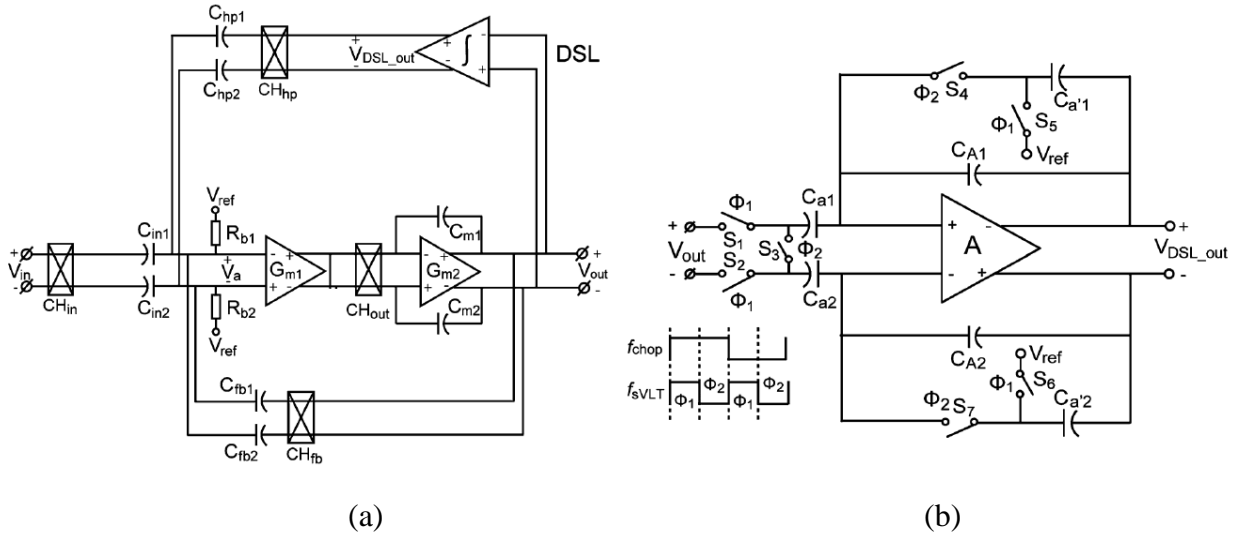 C_hp1
C_hp2
CH_hp
+
V_DSL_out
-
+
-
∫
-
+
DSL
V_ref
R_b1
C_in1
+
V_in
-
CH_in
C_in2
+
V_a
-
R_b2
V_ref
-
+
G_m1
+
-
CH_out
C_m1
-
+
G_m2
+
-
C_m2
+
V_out
-
C_fb1
C_fb2
CH_fb
(a)
Φ2 S4
C_a'1
Φ1 S5
V_ref
C_A1
Φ1
+
S1
V_out
S3 Φ2
-
S2
Φ1
C_a1
C_a2
+
-
A
-
+
+
V_DSL_out
-
C_A2
V_ref
Φ1 S6
C_a'2
Φ2 S7
f_chop
f_sVLT
Φ1 Φ2 Φ1 Φ2
(b)